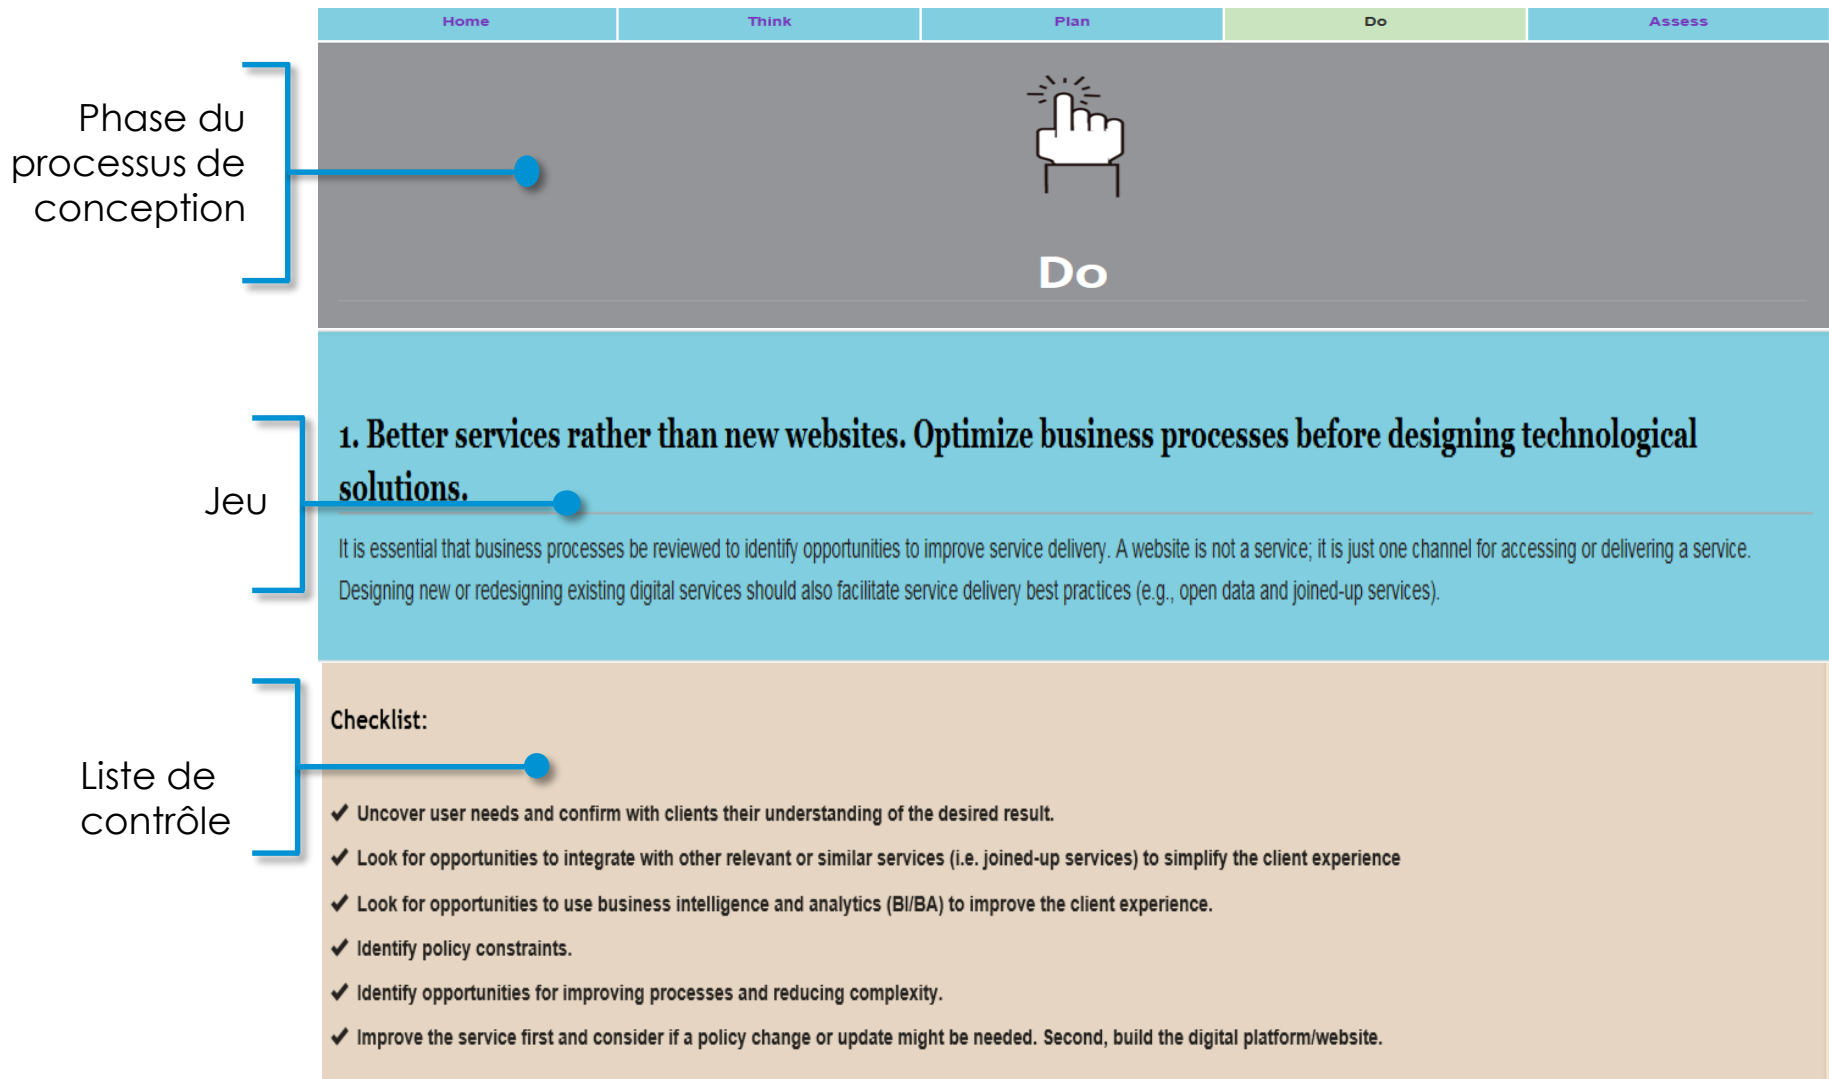 Home Think Plan Do Assess
Phase du
processus de
conception
Do
Jeu
1. Better services rather than new websites. Optimize business processes before designing technological
solutions.
It is essential that business processes be reviewed to identify opportunities to improve service delivery. A website is not a service; it is just one channel for accessing or delivering a service.
Designing new or redesigning existing digital services should also facilitate service delivery best practices (e.g., open data and joined-up services).
Liste de
contrôle
Checklist:
✔ Uncover user needs and confirm with clients their understanding of the desired result.
✔ Look for opportunities to integrate with other relevant or similar services (i.e. joined-up services) to simplify the client experience
✔ Look for opportunities to use business intelligence and analytics (BI/BA) to improve the client experience.
✔ Identify policy constraints.
✔ Identify opportunities for improving processes and reducing complexity.
✔ Improve the service first and consider if a policy change or update might be needed. Second, build the digital platform/website.